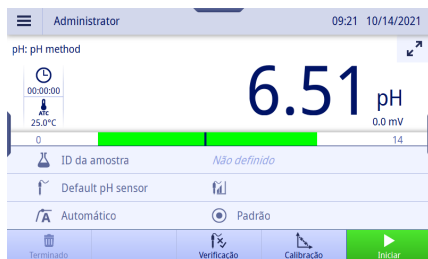 Administrator 09:21 10/14/2021
pH: pH method
00:00:00
ATC
25.0°C
6.51 pH
0.0 mV
0 14
ID da amostra Não definido
Default pH sensor
Automático Padrão
Terminado Verificação Calibração Iniciar